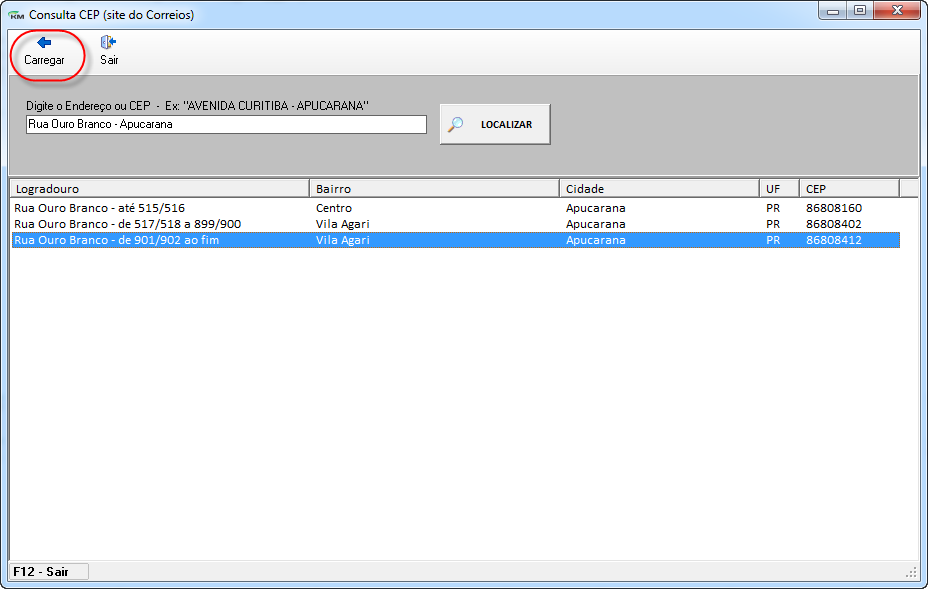 KM Consulta CEP (site do Correios)
Carregar Sair
Digite o Endereço ou CEP - Ex: "AVENIDA CURITIBA - APUCARANA"
Rua Ouro Branco - Apucarana
LOCALIZAR
Logradouro Bairro Cidade UF CEP
Rua Ouro Branco - até 515/516 Centro Apucarana PR 86808160
Rua Ouro Branco - de 517/518 a 899/900 Vila Agari Apucarana PR 86808402
Rua Ouro Branco - de 901/902 ao fim Vila Agari Apucarana PR 86808412
F12 - Sair